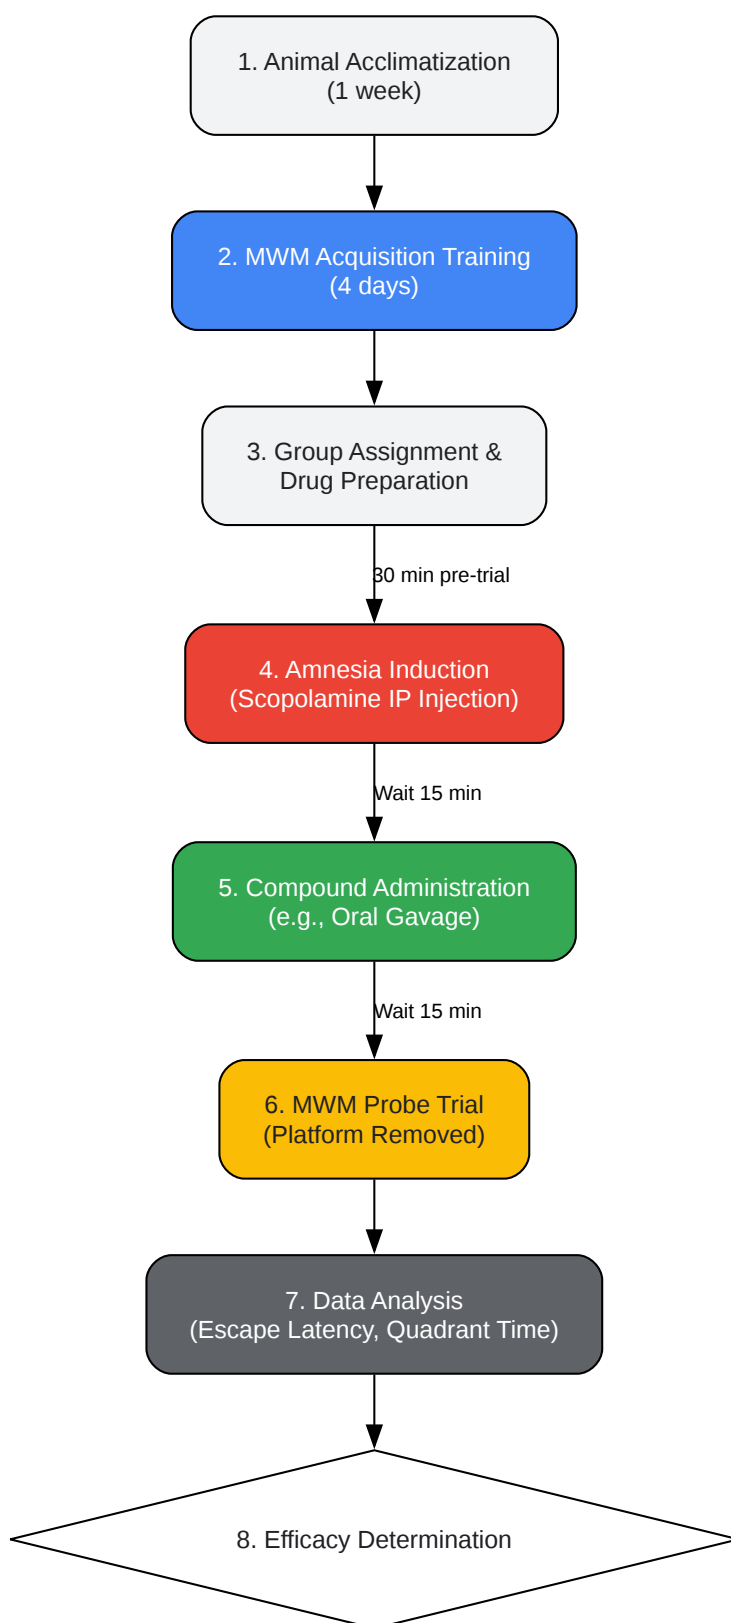 1. Animal Acclimatization
(1 week)
2. MWM Acquisition Training
(4 days)
3. Group Assignment &
Drug Preparation
30 min pre-trial
4. Amnesia Induction
(Scopolamine IP Injection)
Wait 15 min
5. Compound Administration
(e.g., Oral Gavage)
Wait 15 min
6. MWM Probe Trial
(Platform Removed)
7. Data Analysis
(Escape Latency, Quadrant Time)
8. Efficacy Determination